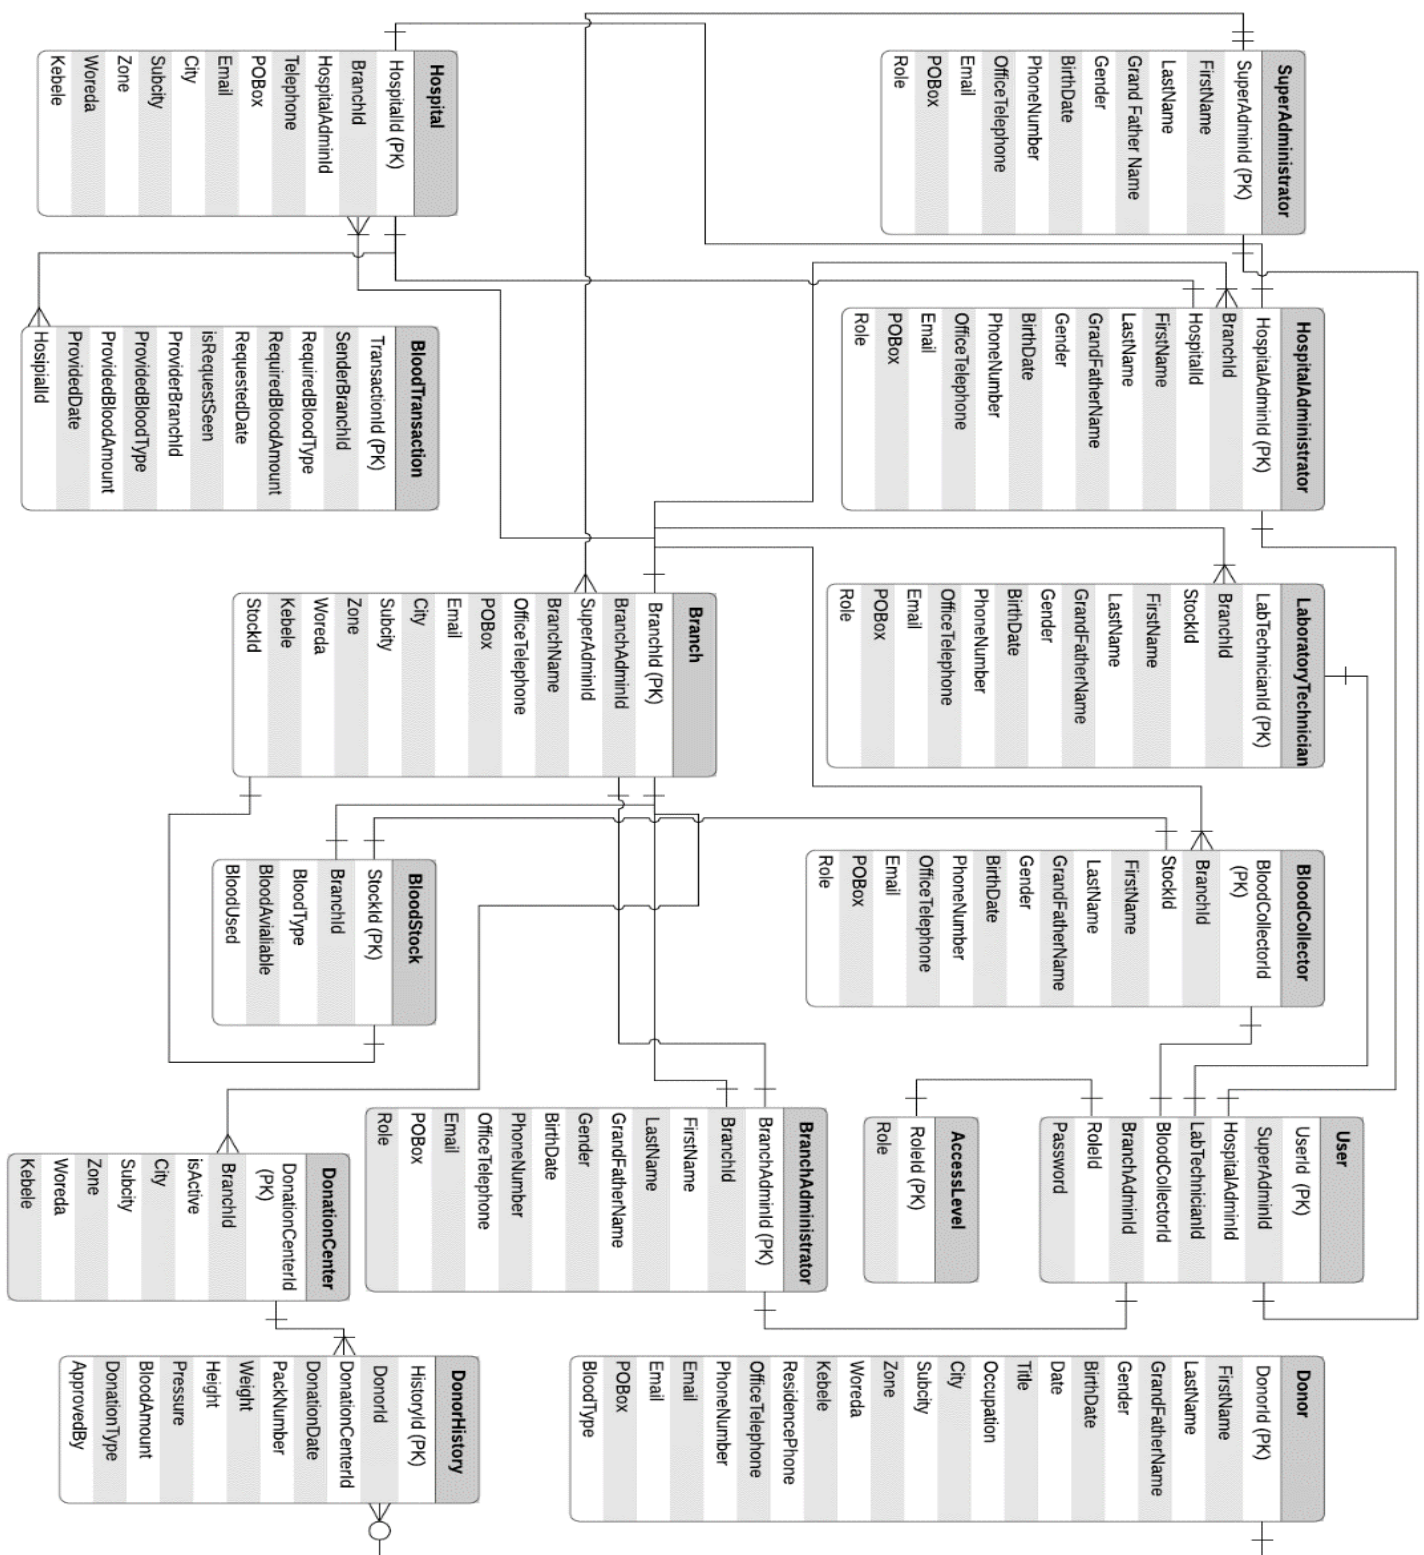 SuperAdministrator
SuperAdminId (PK)
FirstName
LastName
Grand Father Name
Gender
BirthDate
PhoneNumber
OfficeTelephone
Email
POBox
Role
HospitalAdministrator
HospitalAdminId (PK)
BranchId
HospitalId
FirstName
LastName
GrandFatherName
Gender
BirthDate
PhoneNumber
OfficeTelephone
Email
POBox
Role
LaboratoryTechnician
LabTechnicianId (PK)
BranchId
StockId
FirstName
LastName
GrandFatherName
Gender
BirthDate
PhoneNumber
OfficeTelephone
Email
POBox
Role
BloodCollector
BloodCollectorId
(PK)
BranchId
StockId
FirstName
LastName
GrandFatherName
Gender
BirthDate
PhoneNumber
OfficeTelephone
Email
POBox
Role
User
UserId (PK)
SuperAdminId
HospitalAdminId
LabTechnicianId
BloodCollectorId
BranchAdminId
RoleId
Password
AccessLevel
RoleId (PK)
Role
Donor
DonorId (PK)
FirstName
LastName
GrandFatherName
Gender
BirthDate
Date
Title
Occupation
City
Subcity
Zone
Woreda
Kebele
ResidencePhone
OfficeTelephone
PhoneNumber
Email
Email
POBox
BloodType
Hospital
HospitalId (PK)
BranchId
HospitalAdminId
Telephone
POBox
Email
City
Subcity
Zone
Woreda
Kebele
BloodTransaction
TransactionId (PK)
SenderBranchId
RequiredBloodType
RequiredBloodAmount
RequestedDate
isRequestSeen
ProviderBranchId
ProvidedBloodType
ProvidedBloodAmount
ProvidedDate
HosipialId
Branch
BranchId (PK)
BranchAdminId
SuperAdminId
BranchName
OfficeTelephone
POBox
Email
City
Subcity
Zone
Woreda
Kebele
StockId
BloodStock
StockId (PK)
BranchId
BloodType
BloodAvialiable
BloodUsed
BranchAdministrator
BranchAdminId (PK)
BranchId
FirstName
LastName
GrandFatherName
Gender
BirthDate
PhoneNumber
OfficeTelephone
Email
POBox
Role
DonationCenter
DonationCenterId
(PK)
BranchId
isActive
City
Subcity
Zone
Woreda
Kebele
DonorHistory
HistoryId (PK)
DonorId
DonationCenterId
DonationDate
PackNumber
Weight
Height
Pressure
BloodAmount
DonationType
ApprovedBy